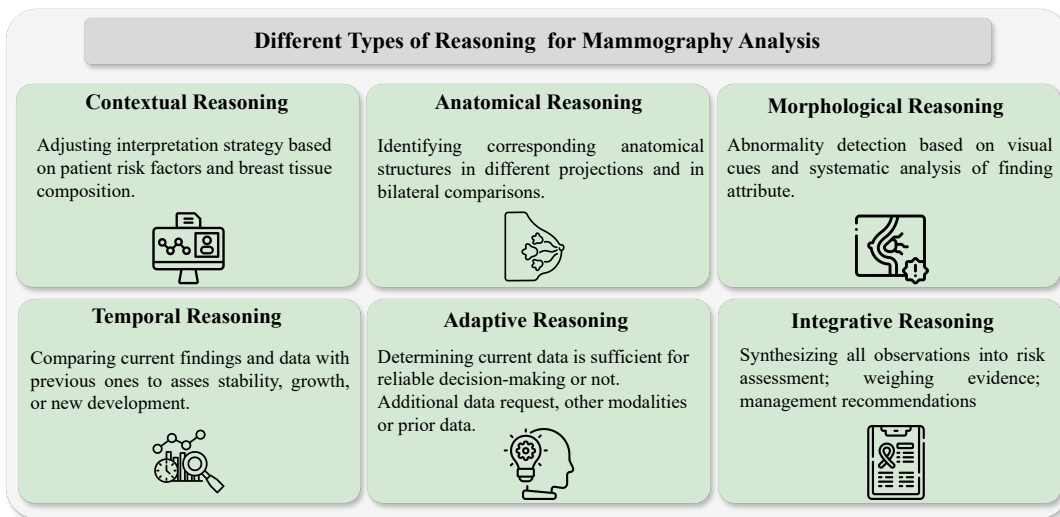 Different Types of Reasoning for Mammography Analysis
Contextual Reasoning
Adjusting interpretation strategy based
on patient risk factors and breast tissue
composition.
Anatomical Reasoning
Identifying corresponding anatomical
structures in different projections and in
bilateral comparisons.
Morphological Reasoning
Abnormality detection based on visual
cues and systematic analysis of finding
attribute.
Temporal Reasoning
Comparing current findings and data with
previous ones to asses stability, growth,
or new development.
Adaptive Reasoning
Determining current data is sufficient for
reliable decision-making or not.
Additional data request, other modalities
or prior data.
Integrative Reasoning
Synthesizing all observations into risk
assessment; weighing evidence;
management recommendations